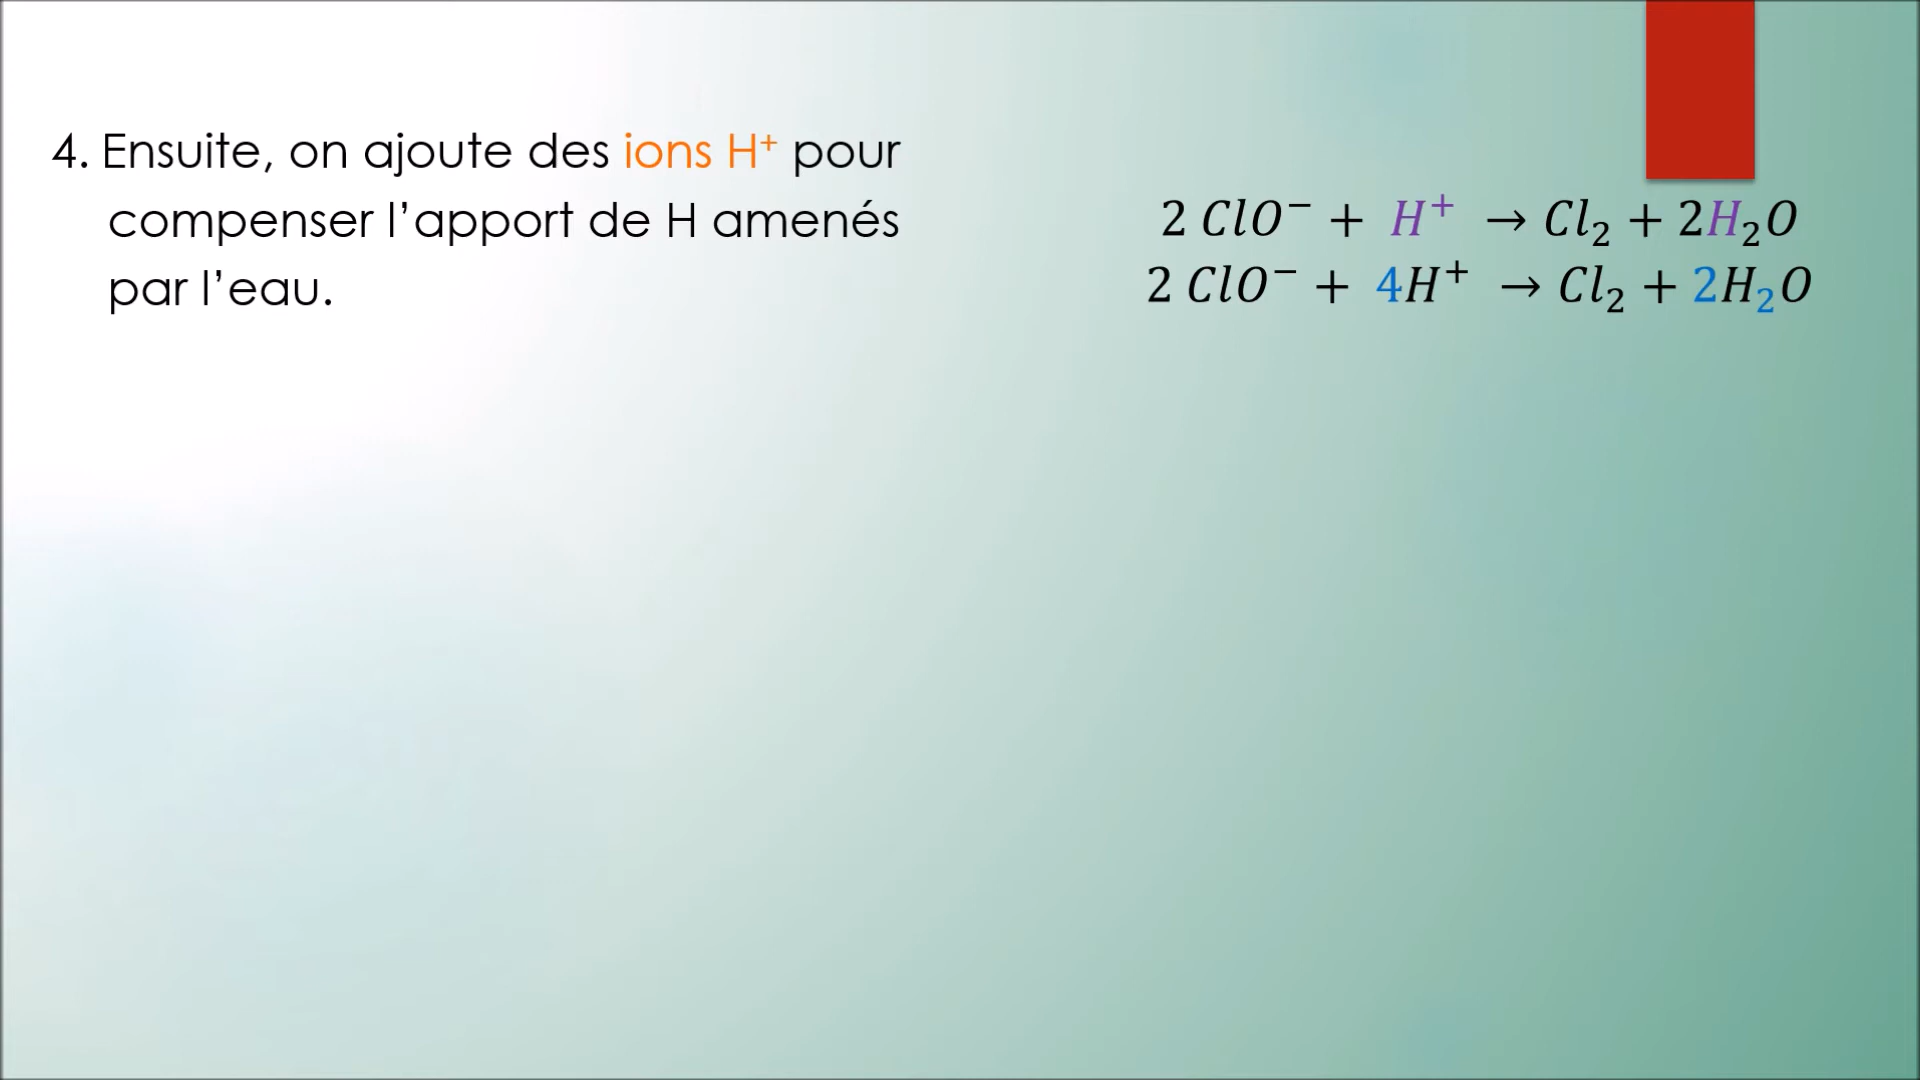 4. Ensuite, on ajoute des ions H⁺ pour
compenser l’apport de H amenés
par l’eau.
2 ClO⁻ + H⁺ → Cl₂ + 2H₂O
2 ClO⁻ + 4H⁺ → Cl₂ + 2H₂O